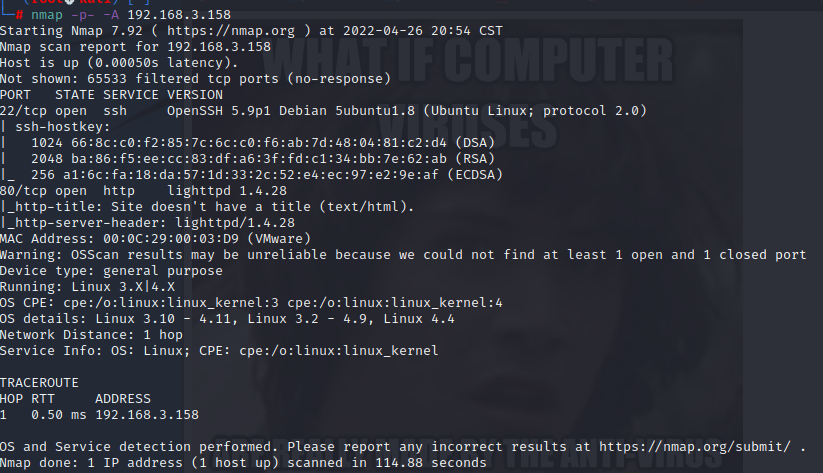 (root kali)-[~]
# nmap -p- -A 192.168.3.158
Starting Nmap 7.92 ( https://nmap.org ) at 2022-04-26 20:54 CST
Nmap scan report for 192.168.3.158
Host is up (0.00050s latency).
Not shown: 65533 filtered tcp ports (no-response)
PORT   STATE SERVICE VERSION
22/tcp open  ssh     OpenSSH 5.9p1 Debian 5ubuntu1.8 (Ubuntu Linux; protocol 2.0)
| ssh-hostkey:
|   1024 66:8c:c0:f2:85:7c:6c:c0:f6:ab:7d:48:04:81:c2:d4 (DSA)
|   2048 ba:86:f5:ee:cc:83:df:a6:3f:fd:c1:34:bb:7e:62:ab (RSA)
|_  256 a1:6c:fa:18:da:57:1d:33:2c:52:e4:ec:97:e2:9e:af (ECDSA)
80/tcp open  http    lighttpd 1.4.28
|_http-title: Site doesn't have a title (text/html).
|_http-server-header: lighttpd/1.4.28
MAC Address: 00:0C:29:00:03:D9 (VMware)
Warning: OSScan results may be unreliable because we could not find at least 1 open and 1 closed port
Device type: general purpose
Running: Linux 3.X|4.X
OS CPE: cpe:/o:linux:linux_kernel:3 cpe:/o:linux:linux_kernel:4
OS details: Linux 3.10 - 4.11, Linux 3.2 - 4.9, Linux 4.4
Network Distance: 1 hop
Service Info: OS: Linux; CPE: cpe:/o:linux:linux_kernel
TRACEROUTE
HOP RTT     ADDRESS
1   0.50 ms 192.168.3.158
OS and Service detection performed. Please report any incorrect results at https://nmap.org/submit/ .
Nmap done: 1 IP address (1 host up) scanned in 114.88 seconds
WHAT IF COMPUTER
VIRUSES